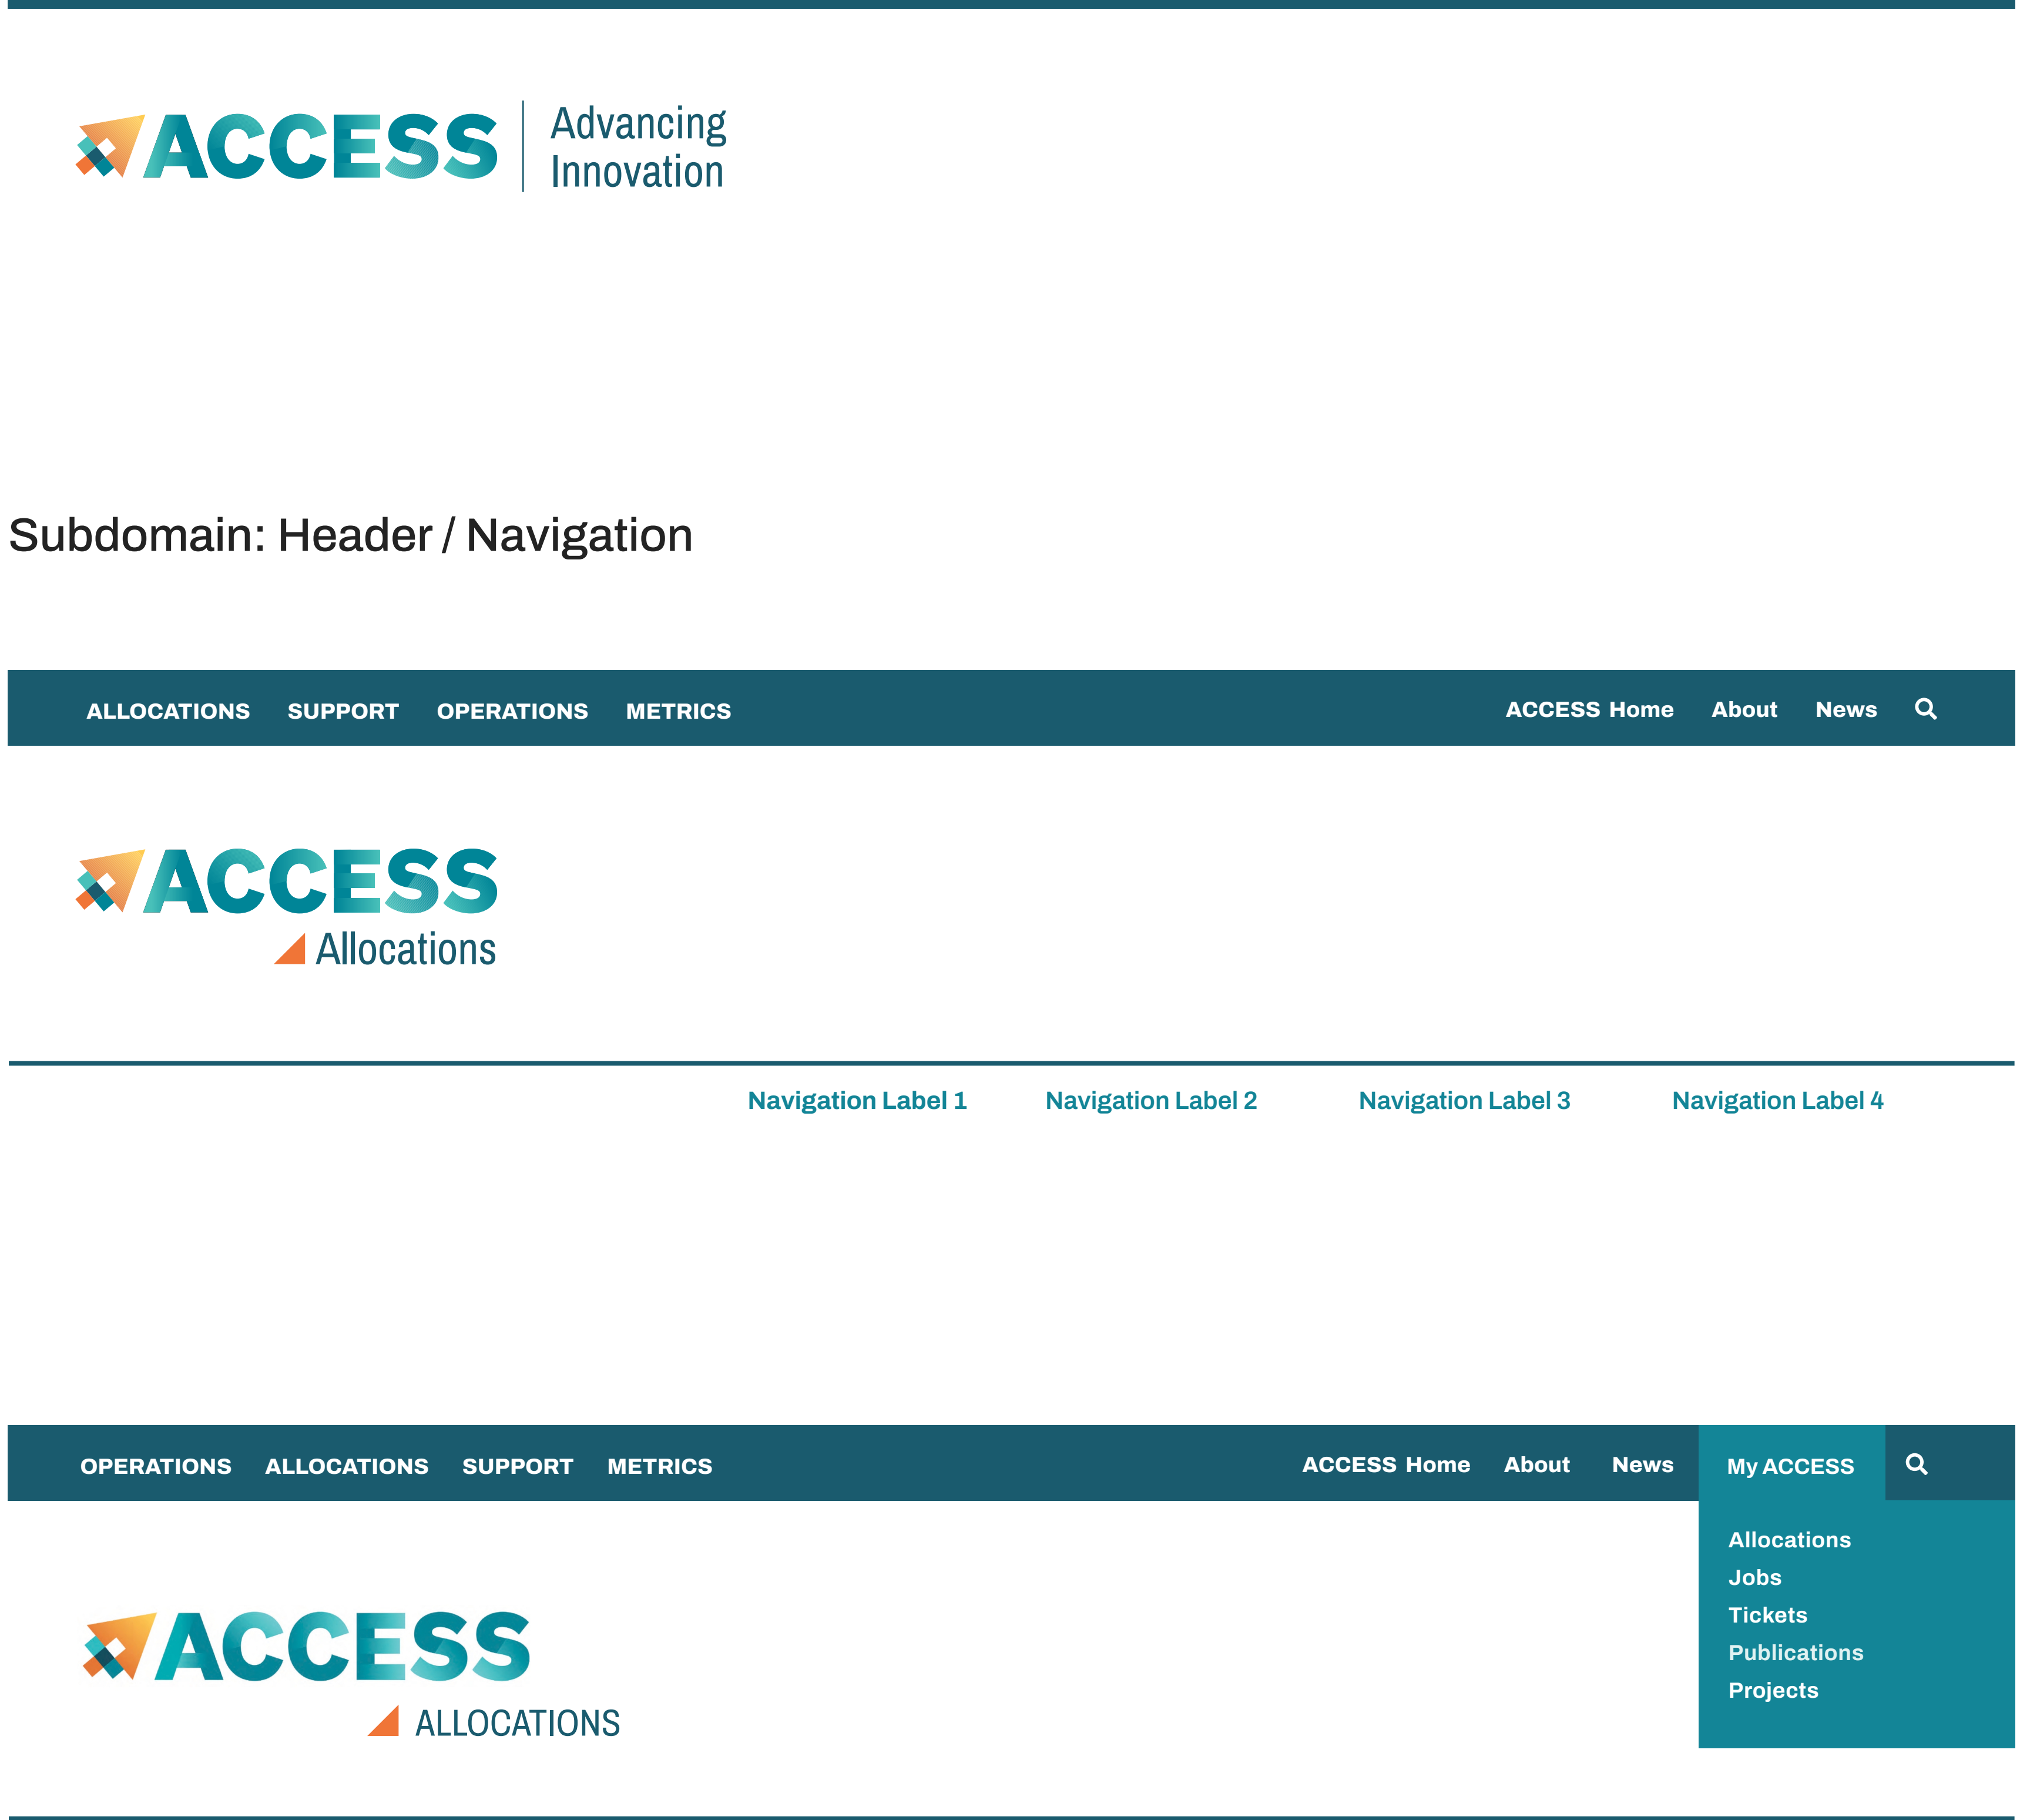 ACCESS Advancing
Innovation
Subdomain: Header / Navigation
ALLOCATIONS SUPPORT OPERATIONS METRICS ACCESS Home About News
ACCESS
Allocations
Navigation Label 1 Navigation Label 2 Navigation Label 3 Navigation Label 4
OPERATIONS ALLOCATIONS SUPPORT METRICS ACCESS Home About News My ACCESS
Allocations
Jobs
Tickets
Publications
Projects
ACCESS
ALLOCATIONS